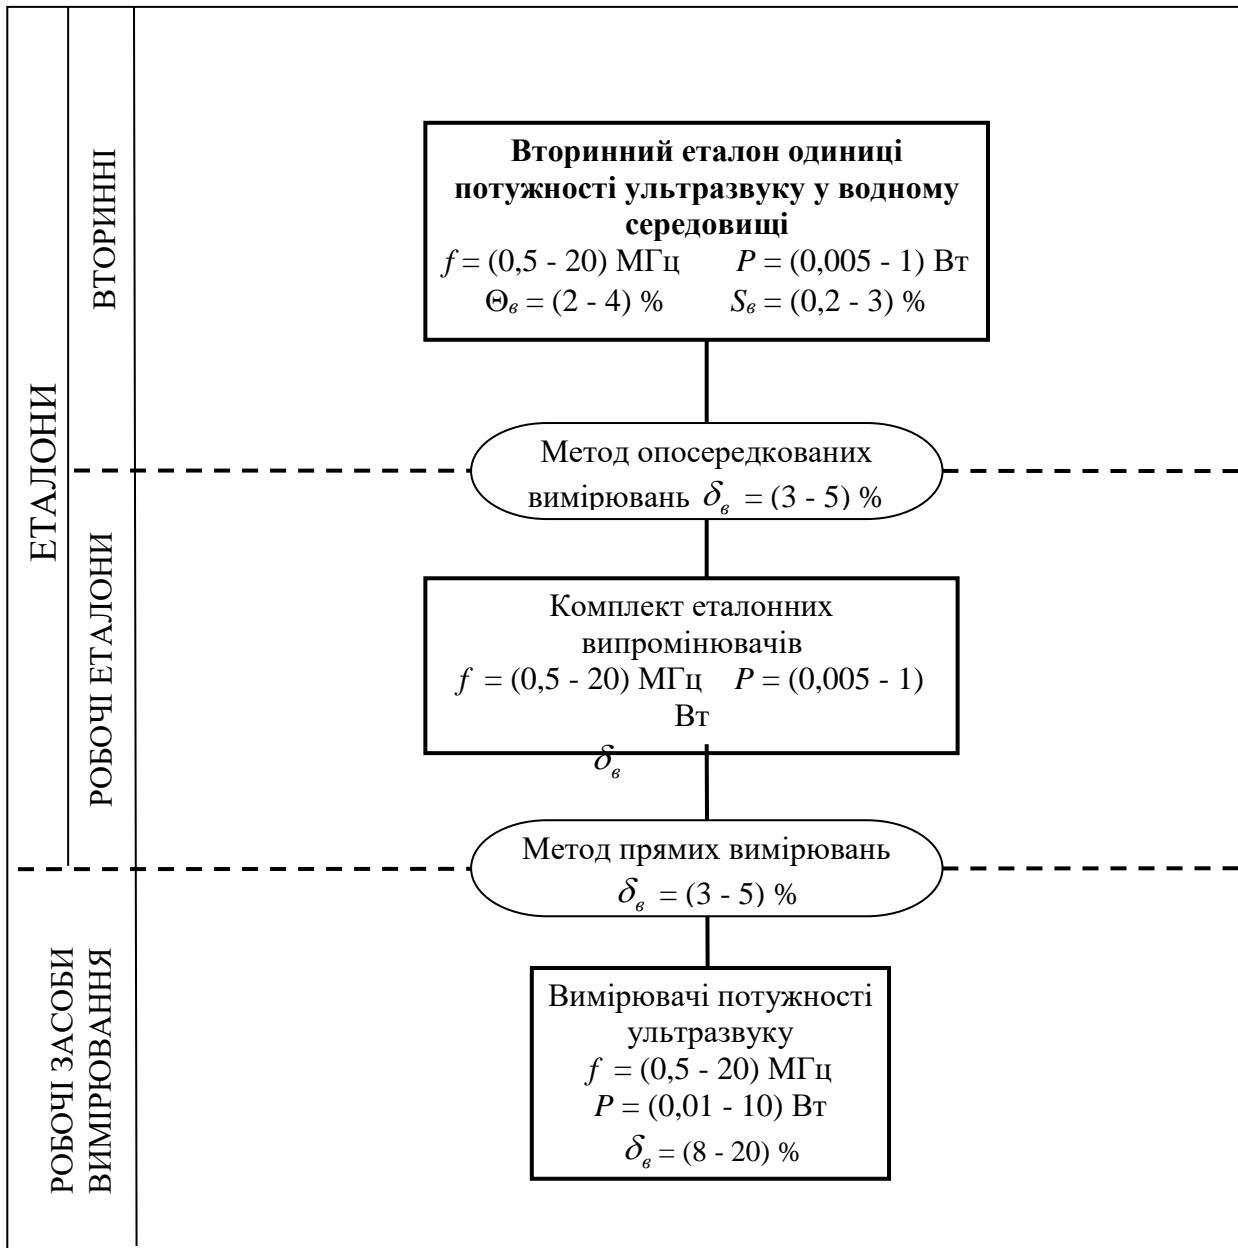 ЕТАЛОНИ
ВТОРИННІ
Вторинний еталон одиниці
потужності ультразвуку у водному
середовищі
f = (0,5 - 20) МГц P = (0,005 - 1) Вт
Θв = (2 - 4) % Sв = (0,2 - 3) %
Метод опосередкованих
вимірювань δв = (3 - 5) %
РОБОЧІ ЕТАЛОНИ
Комплект еталонних
випромінювачів
f = (0,5 - 20) МГц P = (0,005 - 1)
Вт
δв
Метод прямих вимірювань
δв = (3 - 5) %
РОБОЧІ ЗАСОБИ
ВИМІРЮВАННЯ
Вимірювачі потужності
ультразвуку
f = (0,5 - 20) МГц
P = (0,01 - 10) Вт
δв = (8 - 20) %